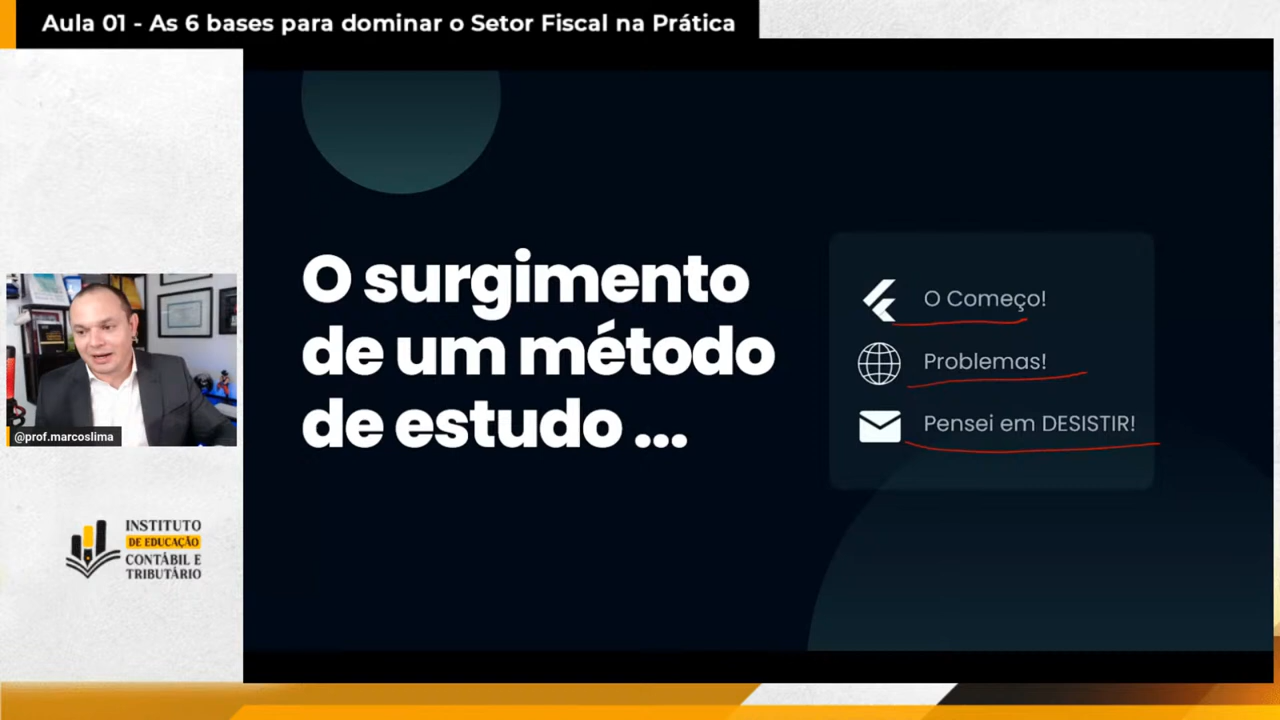 Aula 01 - As 6 bases para dominar o Setor Fiscal na Prática
O surgimento
de um método
de estudo ...
O Começo!
Problemas!
Pensei em DESISTIR!
@prof.marcoslima
INSTITUTO
DE EDUCAÇÃO
CONTÁBIL E
TRIBUTÁRIO